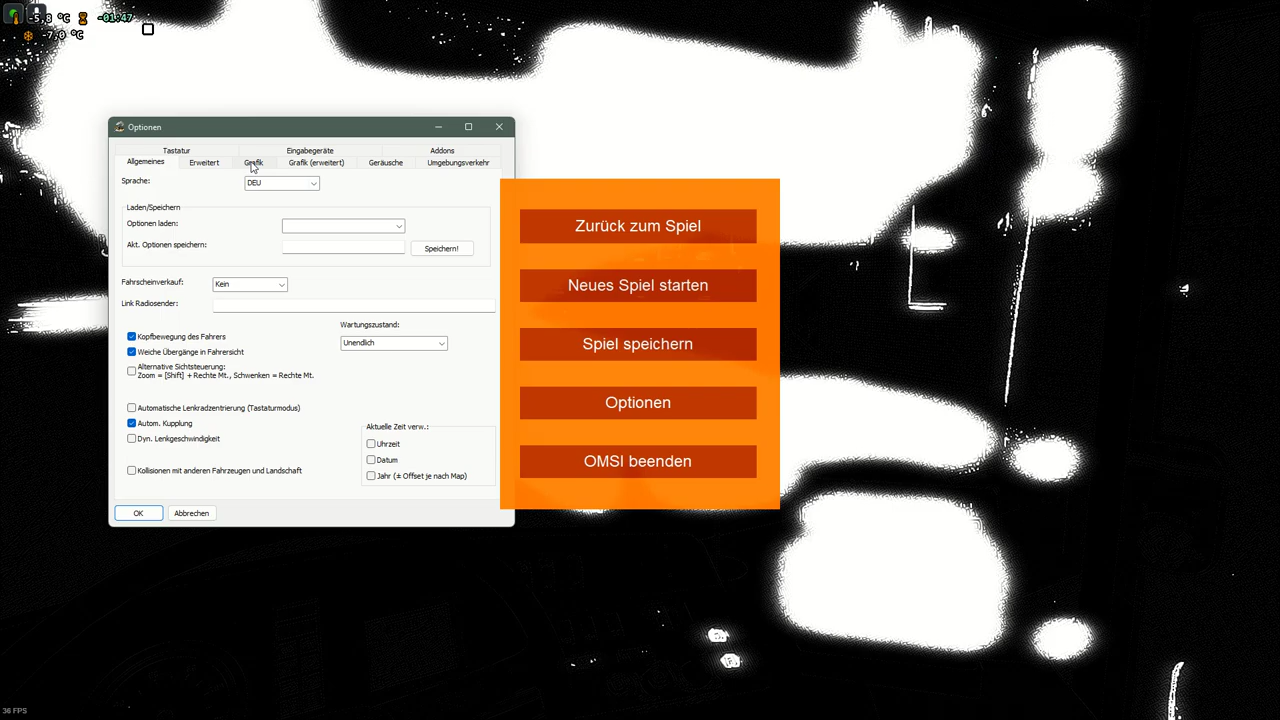 -5,8 °C
-01:47
-7,0 °C
Optionen
Tastatur
Eingabegeräte
Addons
Allgemeines
Erweitert
Grafik
Grafik (erweitert)
Geräusche
Umgebungsverkehr
Sprache:
DEU
Laden/Speichern
Optionen laden:
Akt. Optionen speichern:
Speichern!
Fahrscheinverkauf:
Kein
Link Radiosender:
Kopfbewegung des Fahrers
Weiche Übergänge in Fahrersicht
Alternative Sichtsteuerung:
Zoom = [Shift] + Rechte Mt., Schwenken = Rechte Mt.
Wartungszustand:
Unendlich
Automatische Lenkradzentrierung (Tastaturmodus)
Autom. Kupplung
Dyn. Lenkgeschwindigkeit
Kollisionen mit anderen Fahrzeugen und Landschaft
Aktuelle Zeit verw.:
Uhrzeit
Datum
Jahr (± Offset je nach Map)
OK
Abbrechen
Zurück zum Spiel
Neues Spiel starten
Spiel speichern
Optionen
OMSI beenden
36 FPS